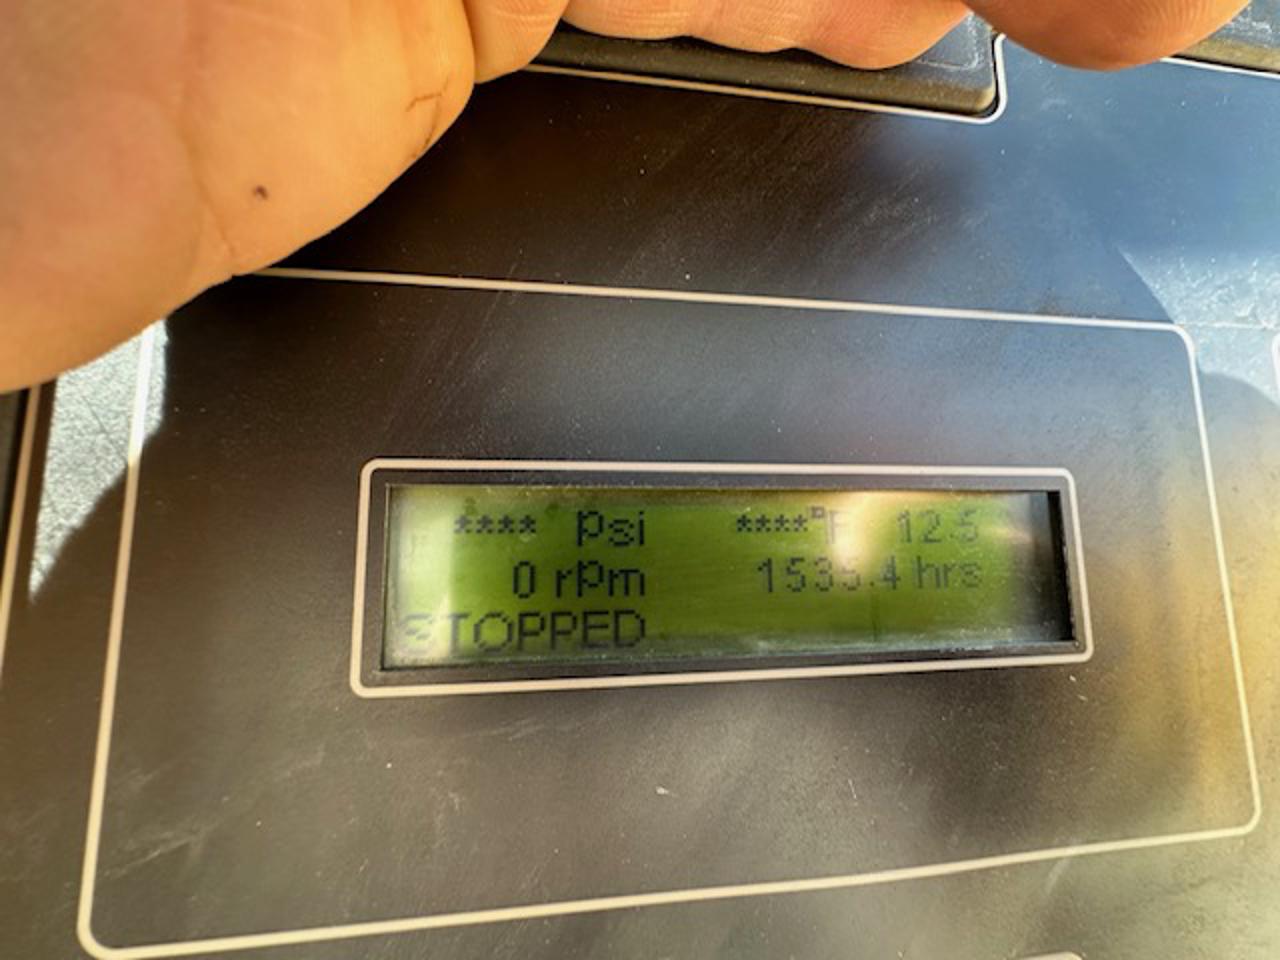 **** Psi ****°F 12.5
0 rPm 1535.4 hrs
STOPPED